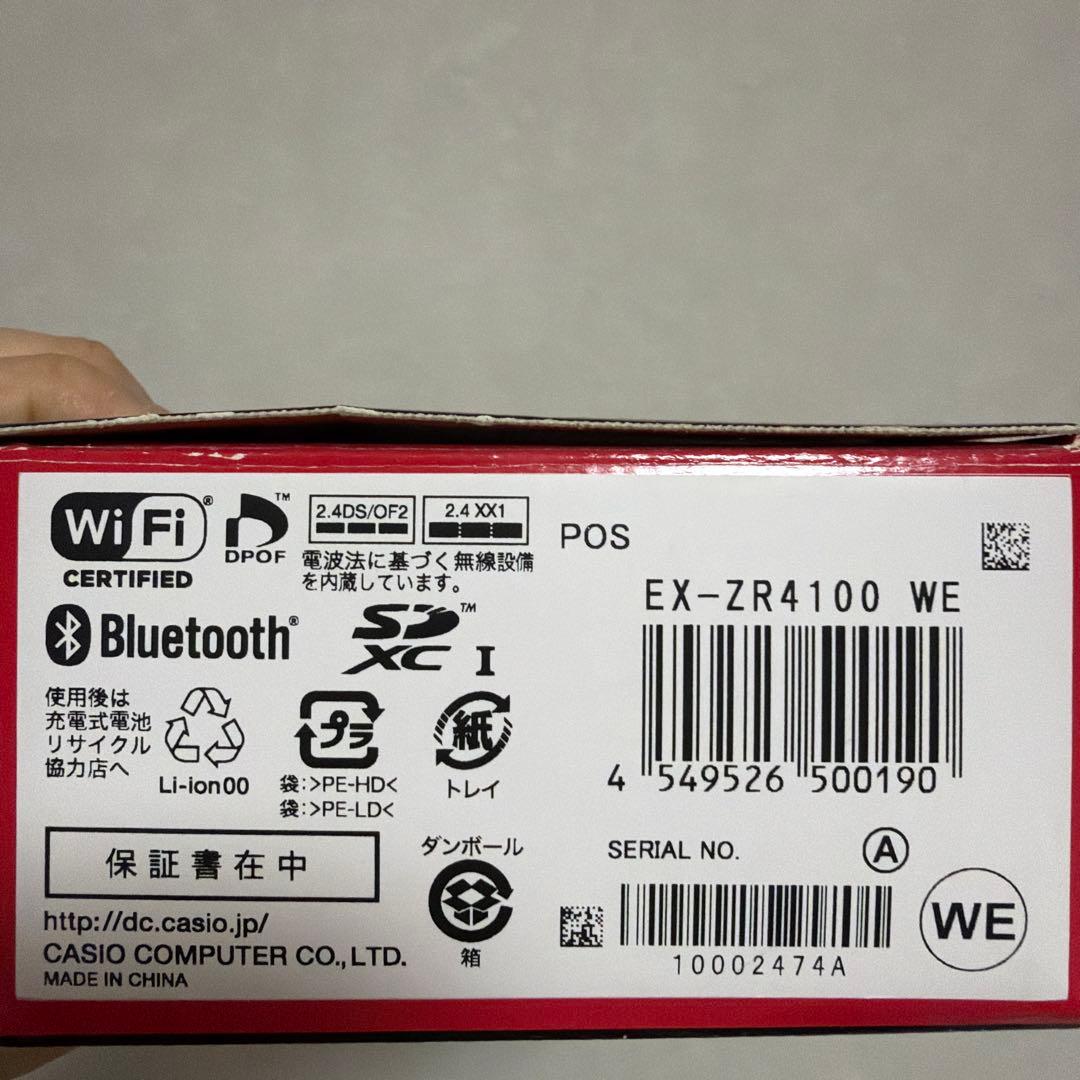 Wi Fi®
CERTIFIED
DPOF™
2.4DS/OF2
2.4 XX1
電波法に基づく無線設備
を内蔵しています。
Bluetooth®
SD™
XC I
使用後は
充電式電池
リサイクル
協力店へ
Li-ion00
プラ
袋:>PE-HD<
袋:>PE-LD<
紙
トレイ
保証書在中
ダンボール
箱
http://dc.casio.jp/
CASIO COMPUTER CO.,LTD.
MADE IN CHINA
POS
EX-ZR4100 WE
4 549526 500190
SERIAL NO.
A
10002474A
WE